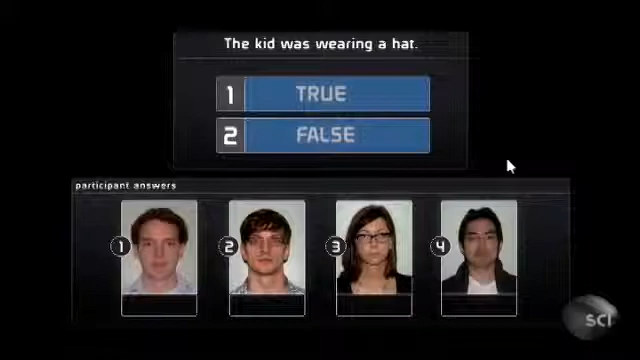 The kid was wearing a hat.
1 TRUE
2 FALSE
participant answers
1 2 3 4
sci